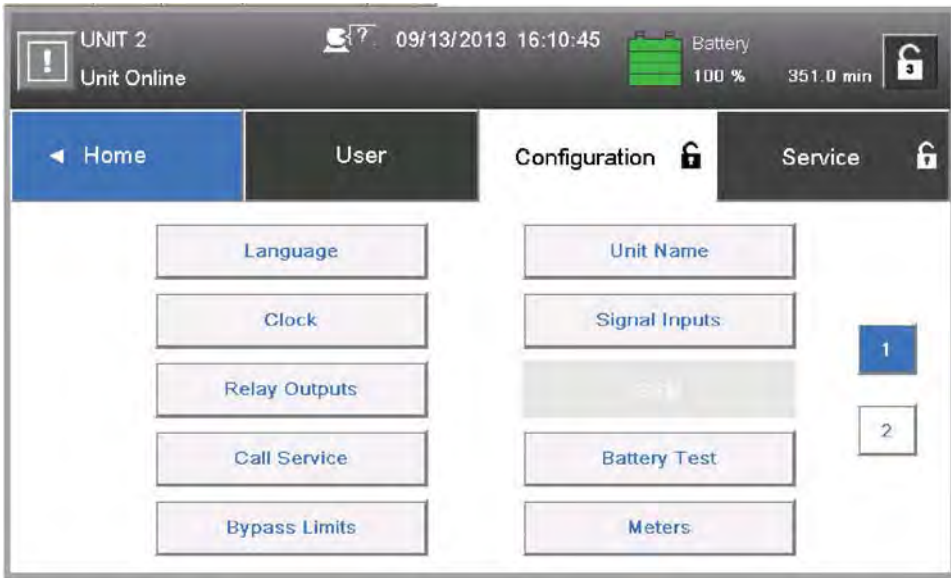 UNIT 2
Unit Online
!
?
09/13/2013 16:10:45
Battery
100 %
351.0 min
3
◄ Home
User
Configuration
Service
Language
Unit Name
Clock
Signal Inputs
Relay Outputs
Call Service
Battery Test
Bypass Limits
Meters
1
2